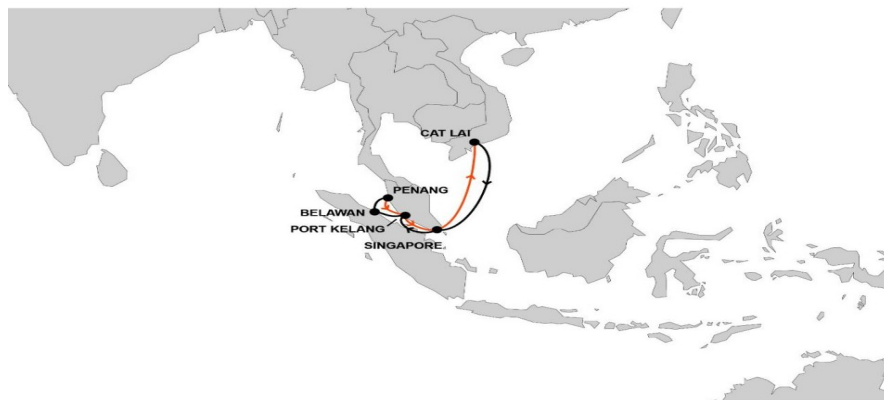 CAT LAI
PENANG
BELAWAN
PORT KELANG
SINGAPORE